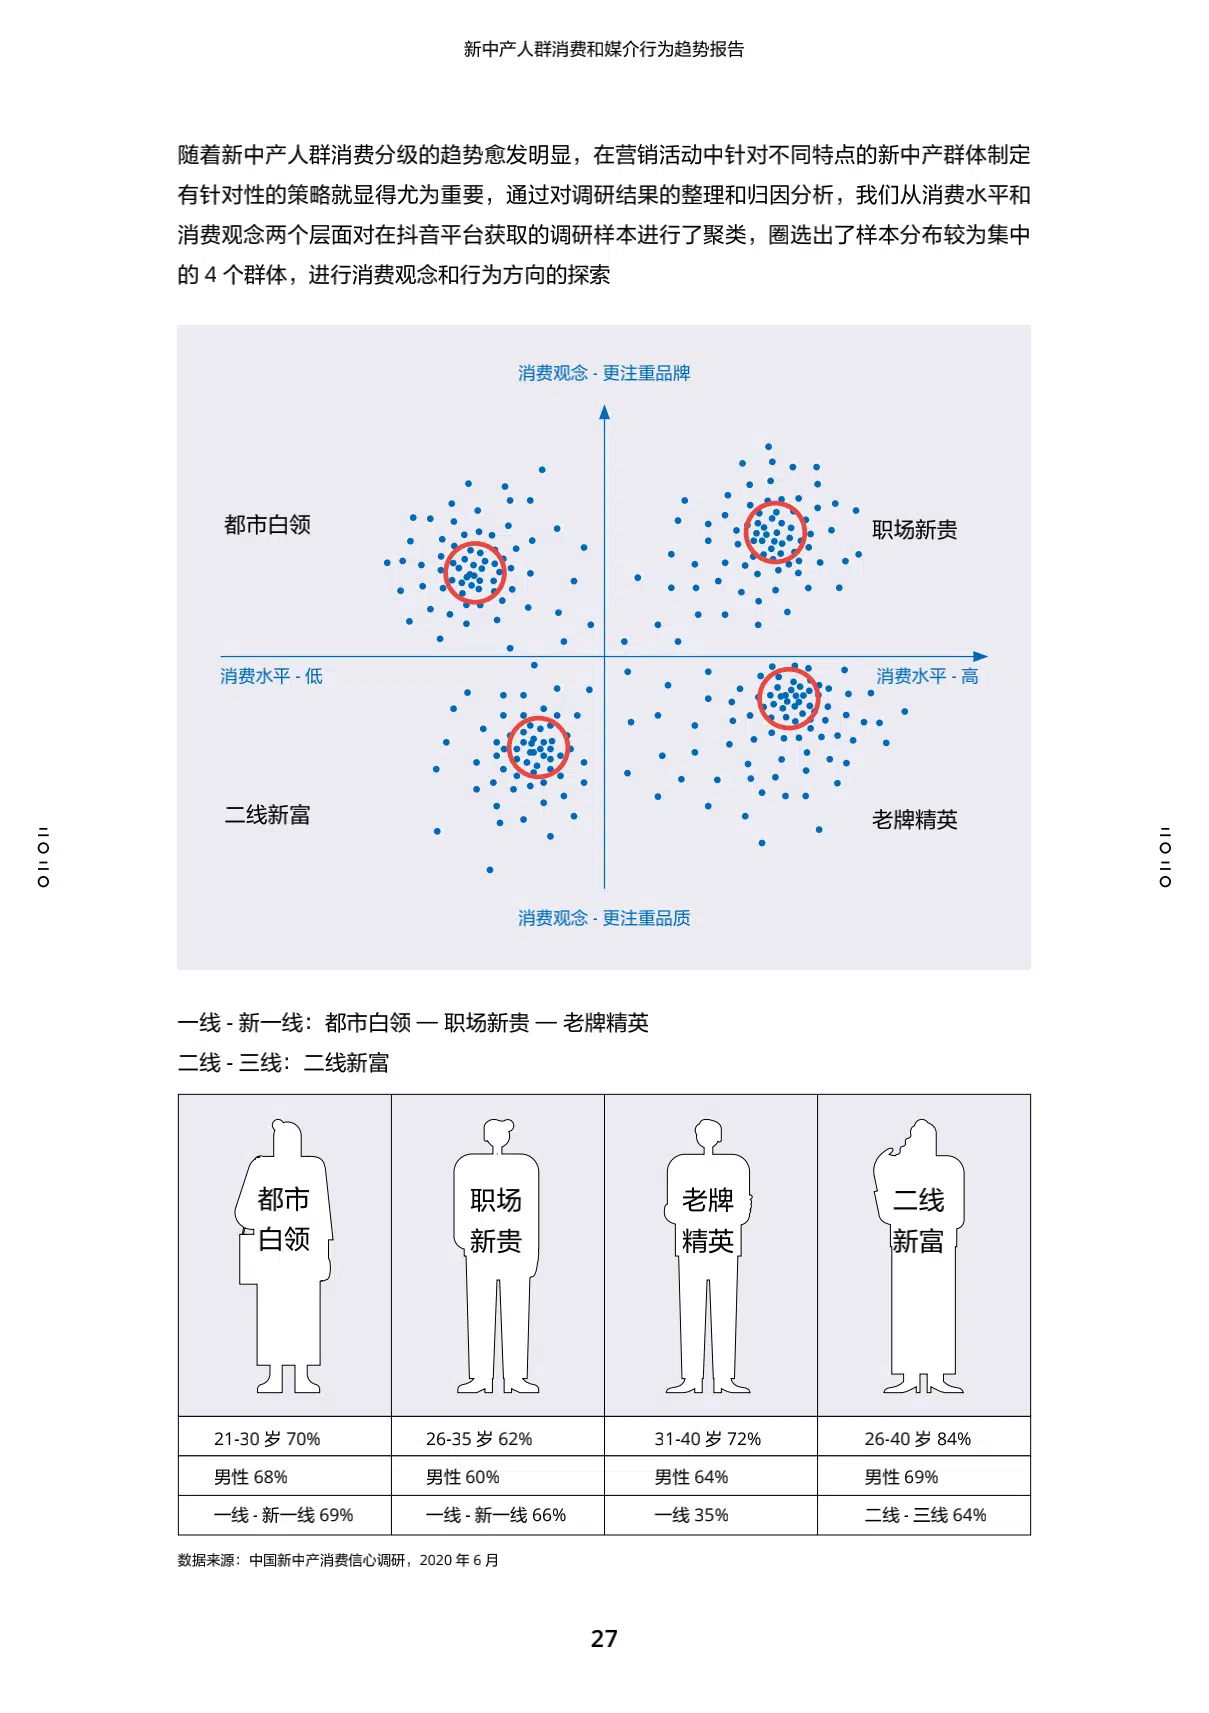 新中产人群消费和媒介行为趋势报告
随着新中产人群消费分级的趋势愈发明显，在营销活动中针对不同特点的新中产群体制定
有针对性的策略就显得尤为重要，通过对调研结果的整理和归因分析，我们从消费水平和
消费观念两个层面对在抖音平台获取的调研样本进行了聚类，圈选出了样本分布较为集中
的 4 个群体，进行消费观念和行为方向的探索
消费观念 - 更注重品牌
都市白领
职场新贵
消费水平 - 低
消费水平 - 高
二线新富
老牌精英
消费观念 - 更注重品质
二〇二〇
二〇二〇
一线 - 新一线：都市白领 — 职场新贵 — 老牌精英
二线 - 三线：二线新富
都市
白领
职场
新贵
老牌
精英
二线
新富
21-30 岁 70%
26-35 岁 62%
31-40 岁 72%
26-40 岁 84%
男性 68%
男性 60%
男性 64%
男性 69%
一线 - 新一线 69%
一线 - 新一线 66%
一线 35%
二线 - 三线 64%
数据来源：中国新中产消费信心调研，2020 年 6 月
27